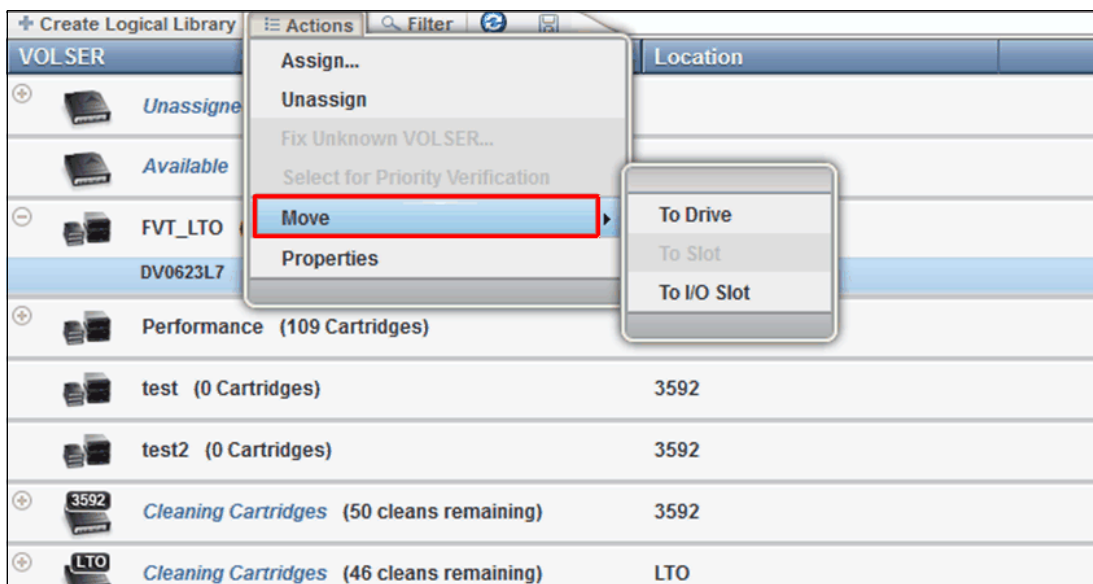 Create Logical Library Actions Filter
VOLSER Location
Assign...
Unassigne Unassign
Fix Unknown VOLSER...
Available Select for Priority Verification
FVT_LTO Move To Drive
To Slot
DV0623L7 Properties
To I/O Slot
Performance (109 Cartridges)
test (0 Cartridges) 3592
test2 (0 Cartridges) 3592
3592 Cleaning Cartridges (50 cleans remaining) 3592
LTO Cleaning Cartridges (46 cleans remaining) LTO